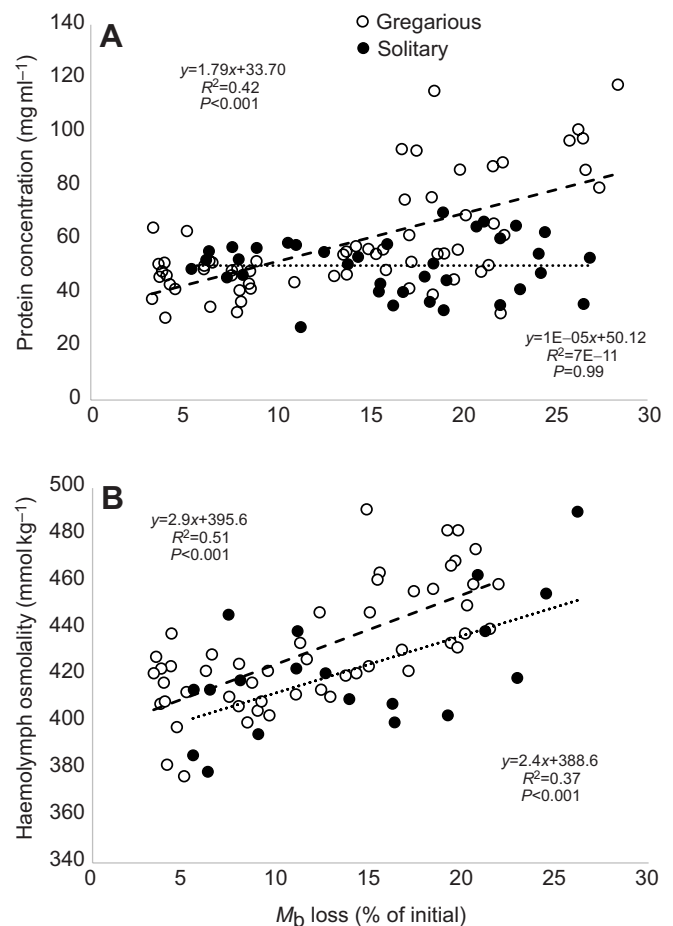 A
Gregarious
Solitary
Protein concentration (mg ml–1)
140
120
100
80
60
40
20
0
y=1.79x+33.70
R2=0.42
P<0.001
y=1E–05x+50.12
R2=7E–11
P=0.99
0 5 10 15 20 25 30
B
Haemolymph osmolality (mmol kg–1)
500
480
460
440
420
400
380
360
340
y=2.9x+395.6
R2=0.51
P<0.001
y=2.4x+388.6
R2=0.37
P<0.001
0 5 10 15 20 25 30
Mb loss (% of initial)